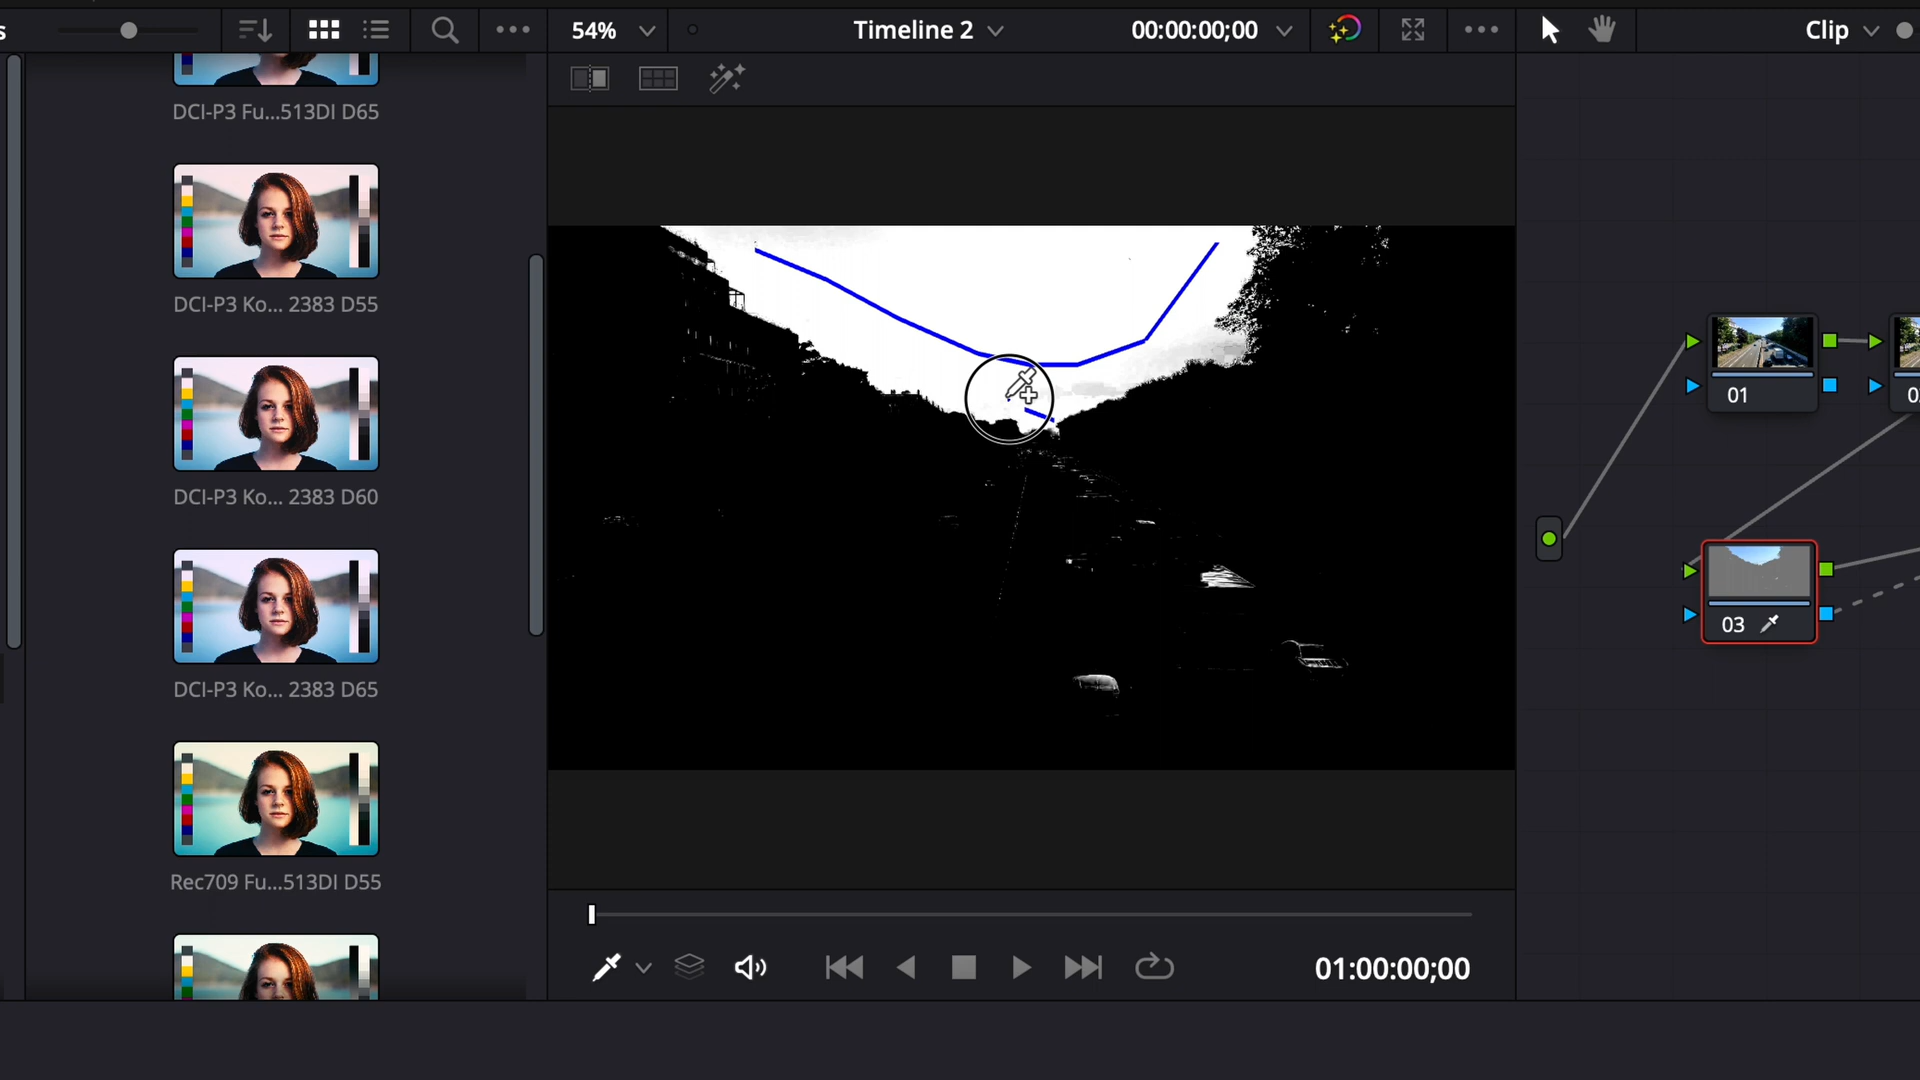 s
54%
Timeline 2
00:00:00;00
Clip
DCI-P3 Fu...513DI D65
DCI-P3 Ko... 2383 D55
DCI-P3 Ko... 2383 D60
DCI-P3 Ko... 2383 D65
Rec709 Fu...513DI D55
01
0
03
01:00:00;00